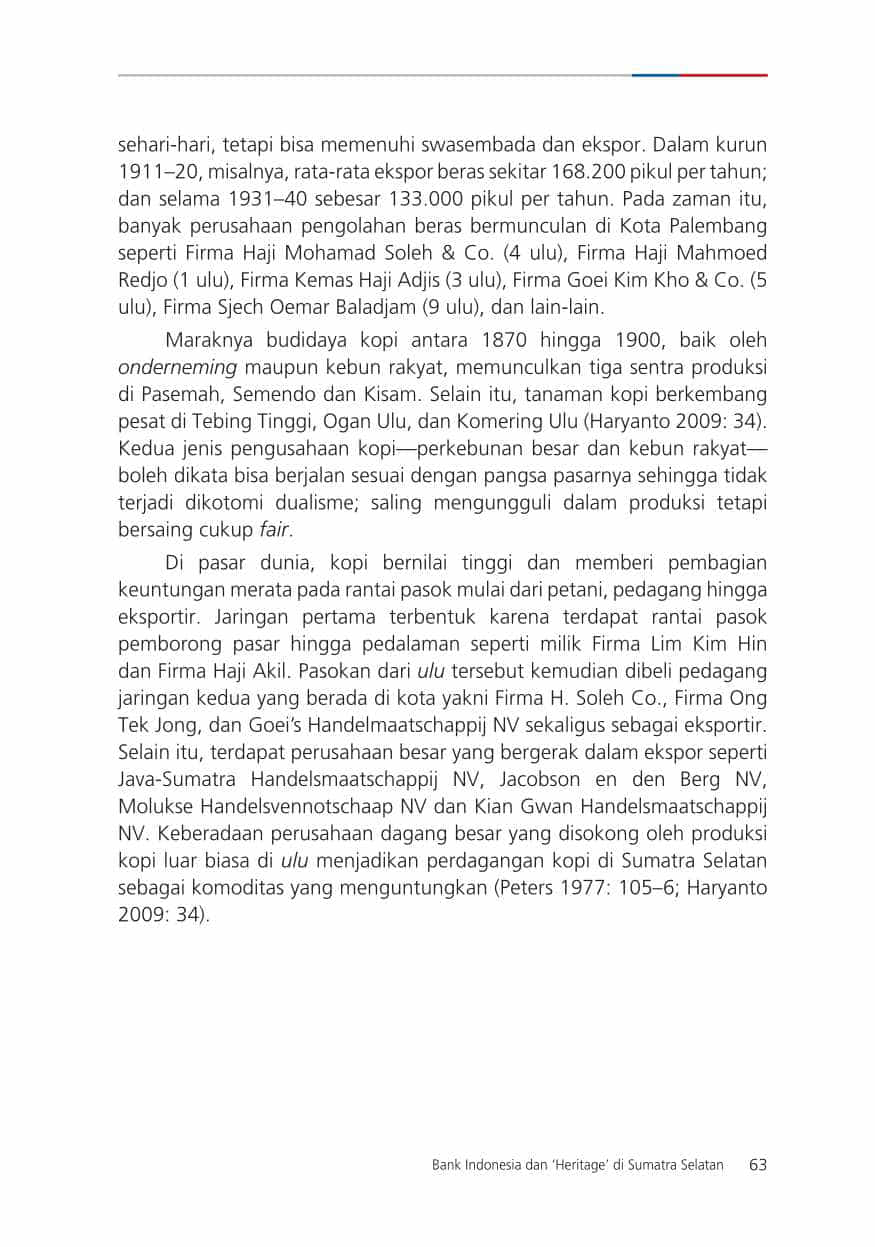 sehari-hari, tetapi bisa memenuhi swasembada dan ekspor. Dalam kurun
1911–20, misalnya, rata-rata ekspor beras sekitar 168.200 pikul per tahun;
dan selama 1931–40 sebesar 133.000 pikul per tahun. Pada zaman itu,
banyak perusahaan pengolahan beras bermunculan di Kota Palembang
seperti Firma Haji Mohamad Soleh & Co. (4 ulu), Firma Haji Mahmoed
Redjo (1 ulu), Firma Kemas Haji Adjis (3 ulu), Firma Goei Kim Kho & Co. (5
ulu), Firma Sjech Oemar Baladjam (9 ulu), dan lain-lain.
Maraknya budidaya kopi antara 1870 hingga 1900, baik oleh
onderneming maupun kebun rakyat, memunculkan tiga sentra produksi
di Pasemah, Semendo dan Kisam. Selain itu, tanaman kopi berkembang
pesat di Tebing Tinggi, Ogan Ulu, dan Komering Ulu (Haryanto 2009: 34).
Kedua jenis pengusahaan kopi—perkebunan besar dan kebun rakyat—
boleh dikata bisa berjalan sesuai dengan pangsa pasarnya sehingga tidak
terjadi dikotomi dualisme; saling mengungguli dalam produksi tetapi
bersaing cukup fair.
Di pasar dunia, kopi bernilai tinggi dan memberi pembagian
keuntungan merata pada rantai pasok mulai dari petani, pedagang hingga
eksportir. Jaringan pertama terbentuk karena terdapat rantai pasok
pemborong pasar hingga pedalaman seperti milik Firma Lim Kim Hin
dan Firma Haji Akil. Pasokan dari ulu tersebut kemudian dibeli pedagang
jaringan kedua yang berada di kota yakni Firma H. Soleh Co., Firma Ong
Tek Jong, dan Goei’s Handelmaatschappij NV sekaligus sebagai eksportir.
Selain itu, terdapat perusahaan besar yang bergerak dalam ekspor seperti
Java-Sumatra Handelsmaatschappij NV, Jacobson en den Berg NV,
Molukse Handelsvennotschaap NV dan Kian Gwan Handelsmaatschappij
NV. Keberadaan perusahaan dagang besar yang disokong oleh produksi
kopi luar biasa di ulu menjadikan perdagangan kopi di Sumatra Selatan
sebagai komoditas yang menguntungkan (Peters 1977: 105–6; Haryanto
2009: 34).
Bank Indonesia dan ‘Heritage’ di Sumatra Selatan 63